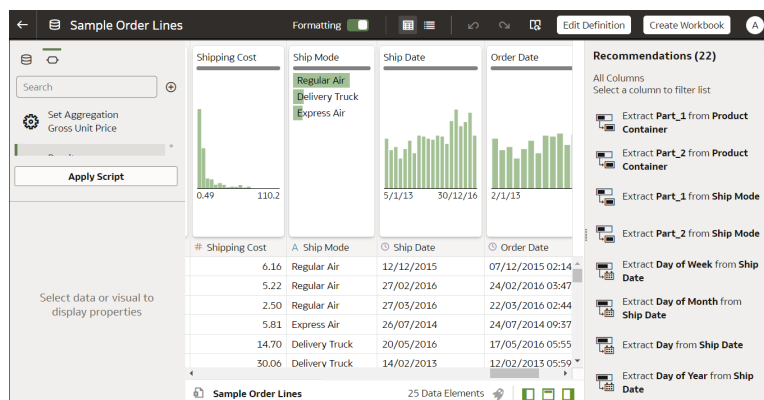 Sample Order Lines
Formatting
Edit Definition
Create Workbook
A
Search
Set Aggregation
Gross Unit Price
Apply Script
Select data or visual to
display properties
Shipping Cost
0.49 110.2
Ship Mode
Regular Air
Delivery Truck
Express Air
Ship Date
5/1/13 30/12/16
Order Date
2/1/13
# Shipping Cost A Ship Mode Ship Date Order Date
6.16 Regular Air 12/12/2015 07/12/2015 02:14
5.22 Regular Air 27/02/2016 24/02/2016 03:47
2.50 Regular Air 27/03/2016 22/03/2016 02:44
5.81 Express Air 26/07/2014 24/07/2014 09:37
14.70 Delivery Truck 20/05/2016 17/05/2016 05:55
30.06 Delivery Truck 14/02/2013 12/02/2013 05:59
Sample Order Lines
25 Data Elements
Recommendations (22)
All Columns
Select a column to filter list
Extract Part_1 from Product
Container
Extract Part_2 from Product
Container
Extract Part_1 from Ship Mode
Extract Part_2 from Ship Mode
Extract Day of Week from Ship
Date
Extract Day of Month from
Ship Date
Extract Day from Ship Date
Extract Day of Year from Ship
Date